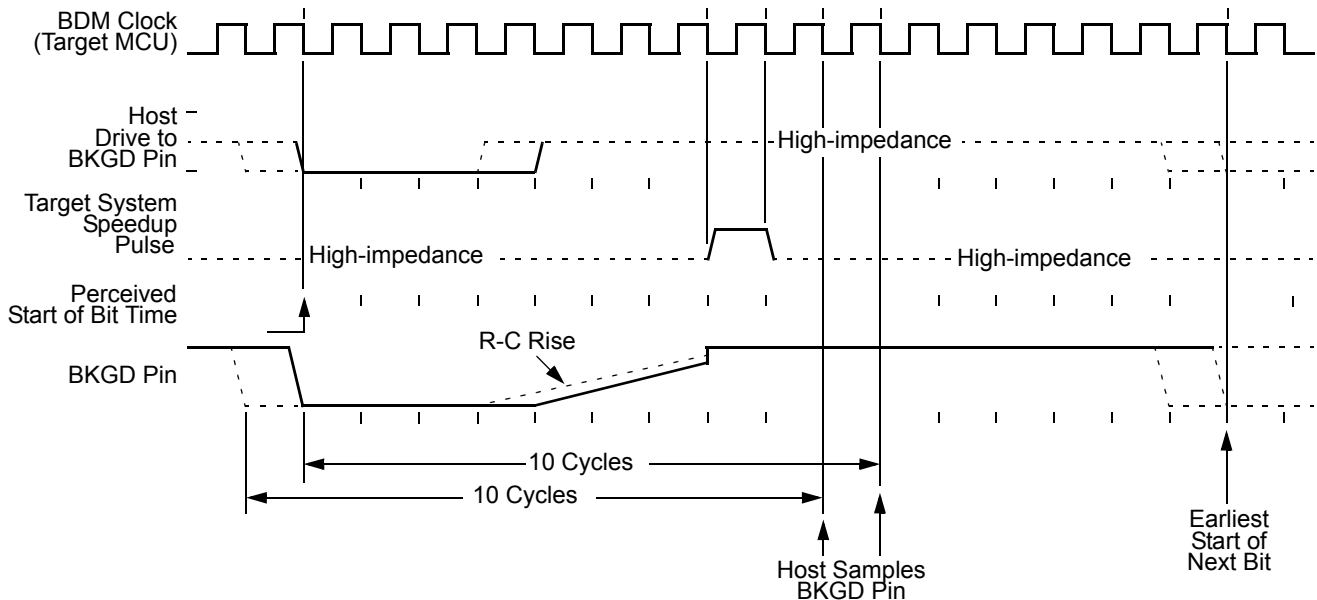 BDM Clock
(Target MCU)
Host
Drive to
BKGD Pin
High-impedance
Target System
Speedup
Pulse
High-impedance
High-impedance
Perceived
Start of Bit Time
R-C Rise
BKGD Pin
10 Cycles
10 Cycles
Host Samples
BKGD Pin
Earliest
Start of
Next Bit